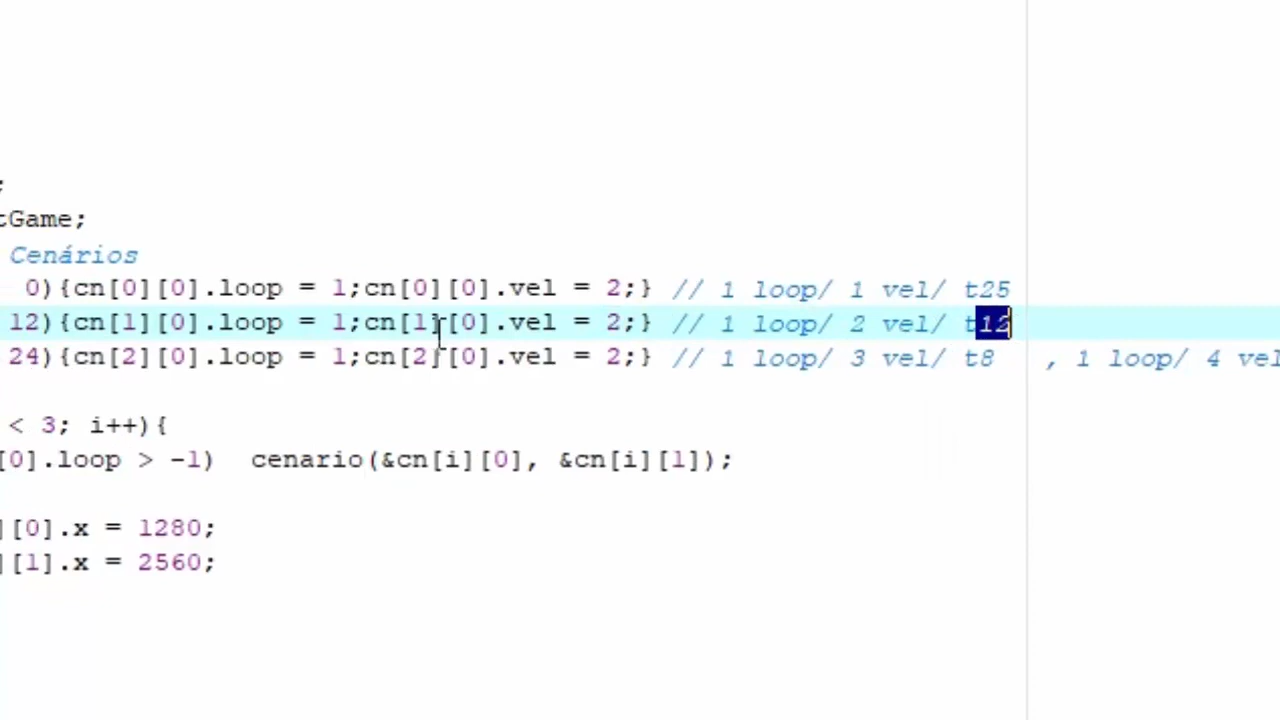 ;
tGame;
Cenários
0){cn[0][0].loop = 1;cn[0][0].vel = 2;} // 1 loop/ 1 vel/ t25
12){cn[1][0].loop = 1;cn[1][0].vel = 2;} // 1 loop/ 2 vel/ t12
24){cn[2][0].loop = 1;cn[2][0].vel = 2;} // 1 loop/ 3 vel/ t8 , 1 loop/ 4 vel
< 3; i++){
[0].loop > -1) cenario(&cn[i][0], &cn[i][1]);
][0].x = 1280;
][1].x = 2560;